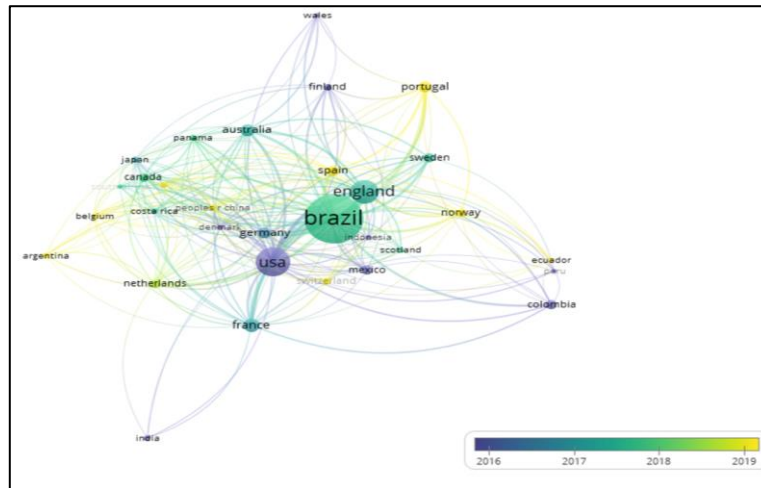 wales
finland
portugal
australia
panama
japan
sweden
spain
canada
england
peoples r china
costa rica
brazil
norway
belgium
denmark
germany
indonesia
scotland
argentina
usa
ecuador
mexico
peru
netherlands
switzerland
colombia
france
india
2016 2017 2018 2019